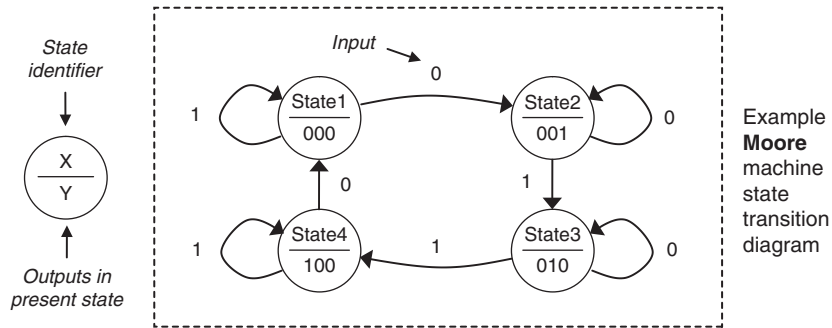 State
identifier
X
Y
Outputs in
present state
Input
0
1
State1
000
State2
001
0
1
0
1
State4
100
1
State3
010
0
Example
Moore
machine
state
transition
diagram